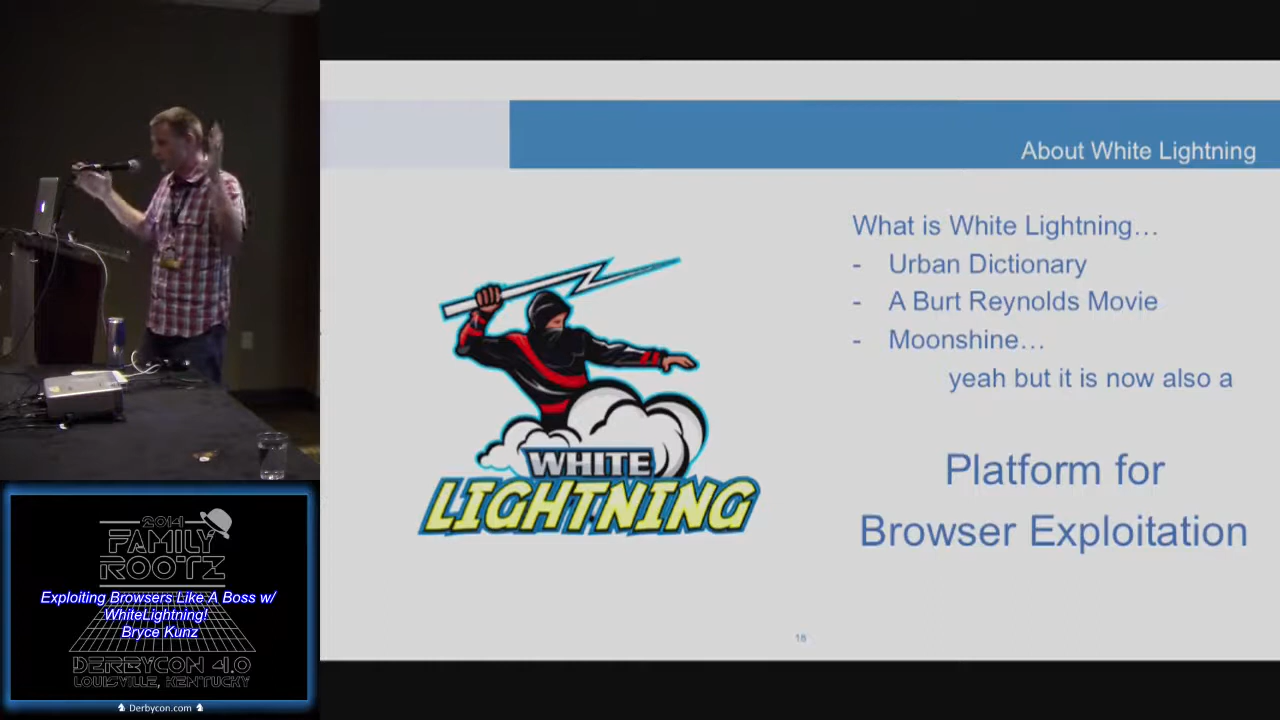 About White Lightning
What is White Lightning…
- Urban Dictionary
- A Burt Reynolds Movie
- Moonshine…
yeah but it is now also a
Platform for
Browser Exploitation
WHITE
LIGHTNING
18
2014
FAMILY
ROOTZ
Exploiting Browsers Like A Boss w/
WhiteLightning!
Bryce Kunz
DERBYCON 4.0
LOUISVILLE, KENTUCKY
Derbycon.com